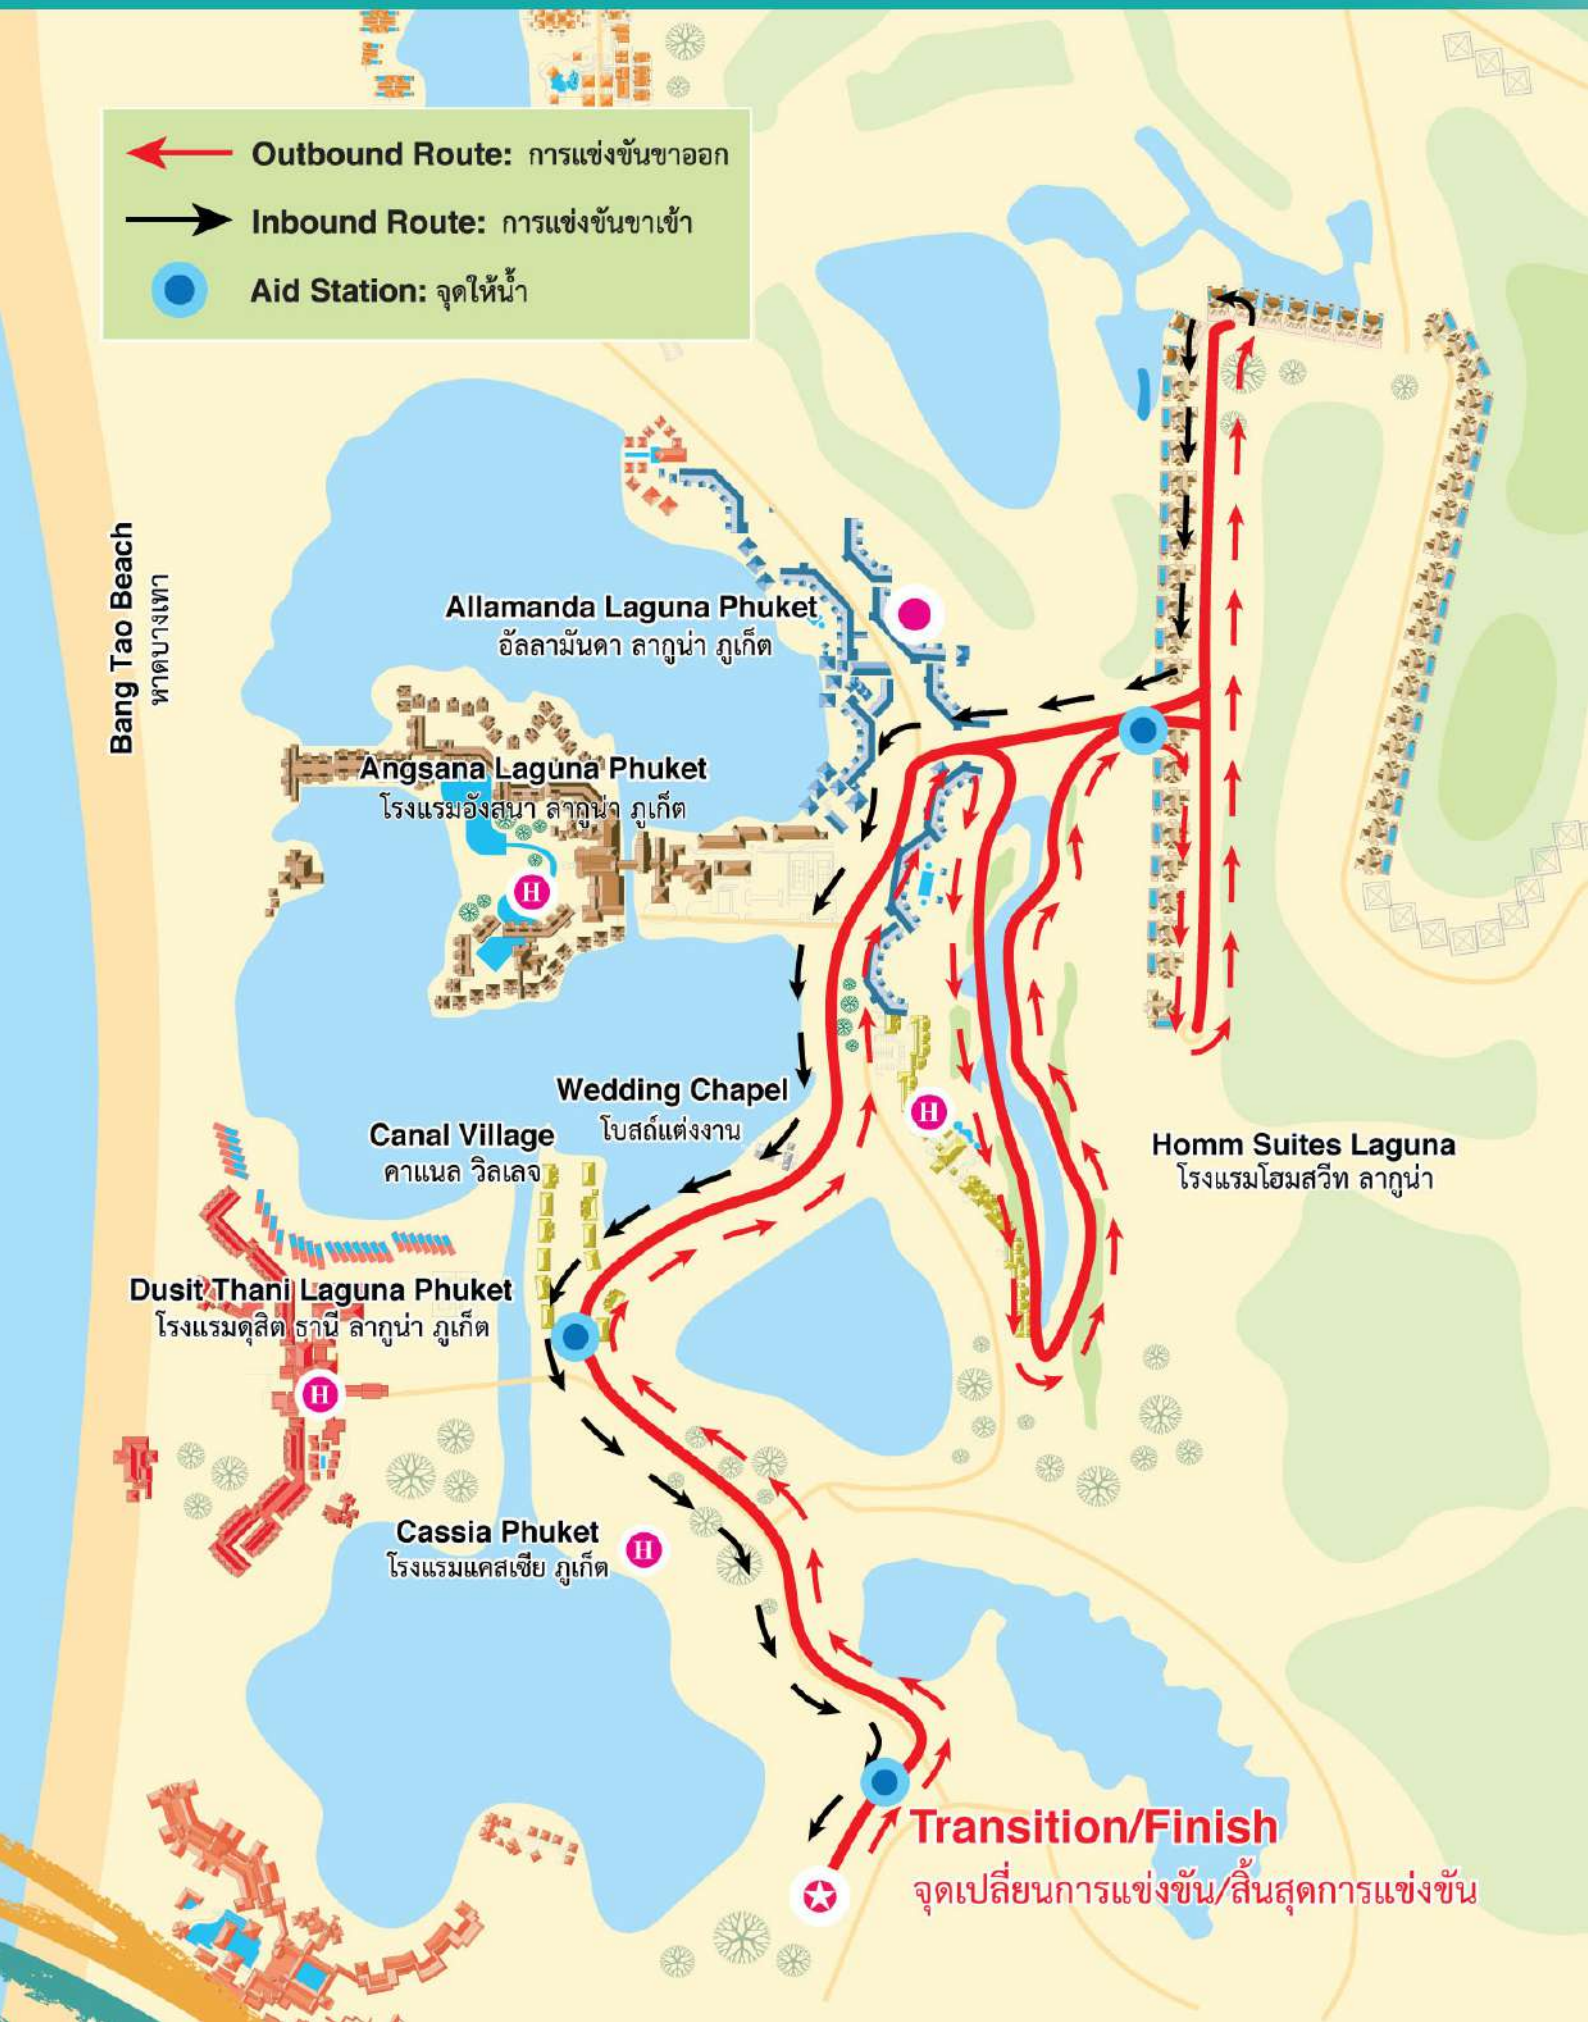 Outbound Route: การแข่งขันขาออก
Inbound Route: การแข่งขันขาเข้า
Aid Station: จุดให้น้ำ
Bang Tao Beach
หาดบางเทา
Allamanda Laguna Phuket
อัลลามันดา ลากูน่า ภูเก็ต
Angsana Laguna Phuket
โรงแรมอังสนา ลากูน่า ภูเก็ต
H
Wedding Chapel
โบสถ์แต่งงาน
H
Canal Village
คาแนล วิลเลจ
Homm Suites Laguna
โรงแรมโฮมสวีท ลากูน่า
Dusit Thani Laguna Phuket
โรงแรมดุสิต ธานี ลากูน่า ภูเก็ต
H
Cassia Phuket
โรงแรมแคสเซีย ภูเก็ต
H
Transition/Finish
จุดเปลี่ยนการแข่งขัน/สิ้นสุดการแข่งขัน